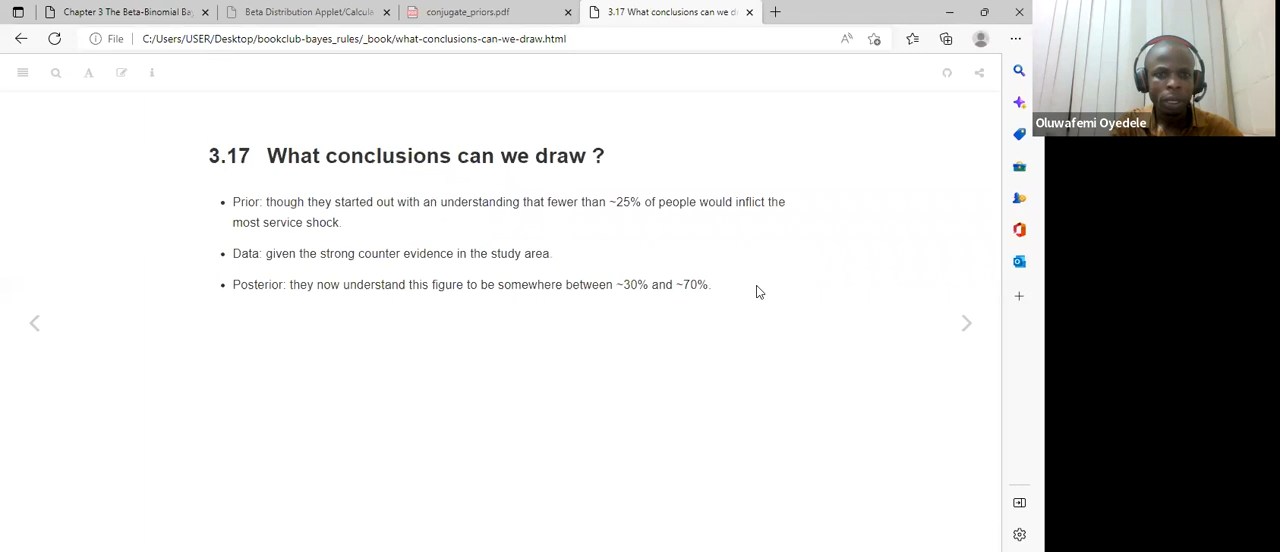 Chapter 3 The Beta-Binomial Ba
Beta Distribution Applet/Calcula
conjugate_priors.pdf
3.17 What conclusions can we d
File
C:/Users/USER/Desktop/bookclub-bayes_rules/_book/what-conclusions-can-we-draw.html
Oluwafemi Oyedele
3.17 What conclusions can we draw ?
Prior: though they started out with an understanding that fewer than ~25% of people would inflict the
most service shock.
Data: given the strong counter evidence in the study area.
Posterior: they now understand this figure to be somewhere between ~30% and ~70%.